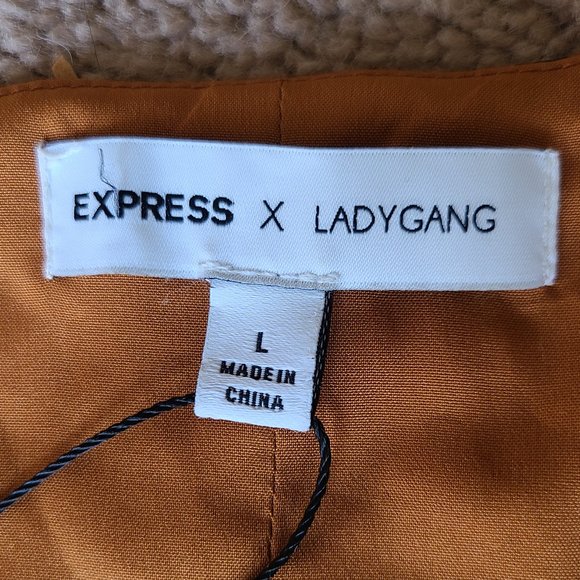 EXPRESS X LADYGANG
L
MADE IN
CHINA